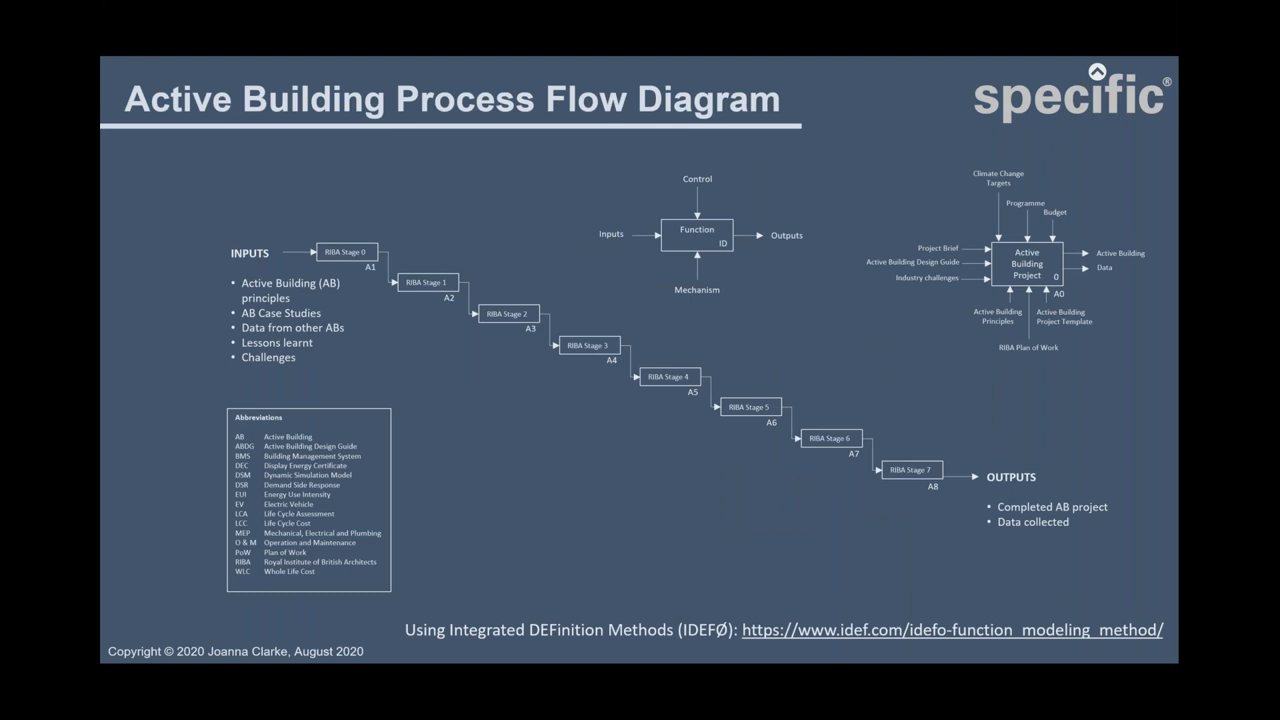 Active Building Process Flow Diagram
specific®
Control
Function
ID
Inputs
Outputs
Mechanism
Climate Change
Targets
Programme
Budget
Project Brief
Active Building Design Guide
Industry challenges
Active
Building
Project
0
A0
Active Building
Data
Active Building
Principles
Active Building
Project Template
RIBA Plan of Work
INPUTS
• Active Building (AB)
principles
• AB Case Studies
• Data from other ABs
• Lessons learnt
• Challenges
RIBA Stage 0
A1
RIBA Stage 1
A2
RIBA Stage 2
A3
RIBA Stage 3
A4
RIBA Stage 4
A5
RIBA Stage 5
A6
RIBA Stage 6
A7
RIBA Stage 7
A8
OUTPUTS
• Completed AB project
• Data collected
Abbreviations
AB Active Building
ABDG Active Building Design Guide
BMS Building Management System
DEC Display Energy Certificate
DSM Dynamic Simulation Model
DSR Demand Side Response
EUI Energy Use Intensity
EV Electric Vehicle
LCA Life Cycle Assessment
LCC Life Cycle Cost
MEP Mechanical, Electrical and Plumbing
O & M Operation and Maintenance
PoW Plan of Work
RIBA Royal Institute of British Architects
WLC Whole Life Cost
Using Integrated DEFinition Methods (IDEFØ): https://www.idef.com/idefo-function_modeling_method/
Copyright © 2020 Joanna Clarke, August 2020